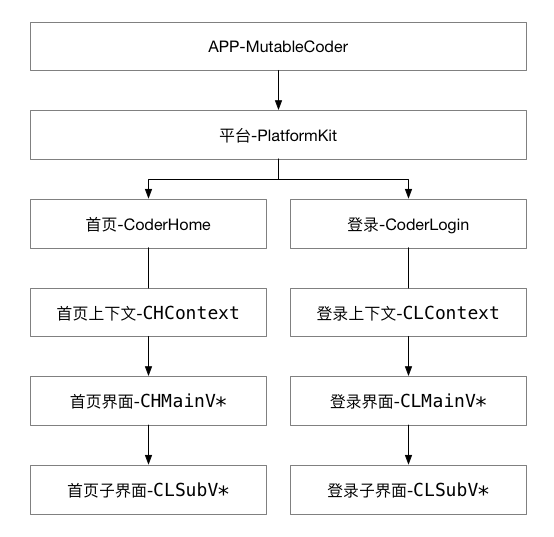 APP-MutableCoder
平台-PlatformKit
首页-CoderHome
登录-CoderLogin
首页上下文-CHContext
登录上下文-CLContext
首页界面-CHMainV*
登录界面-CLMainV*
首页子界面-CLSubV*
登录子界面-CLSubV*